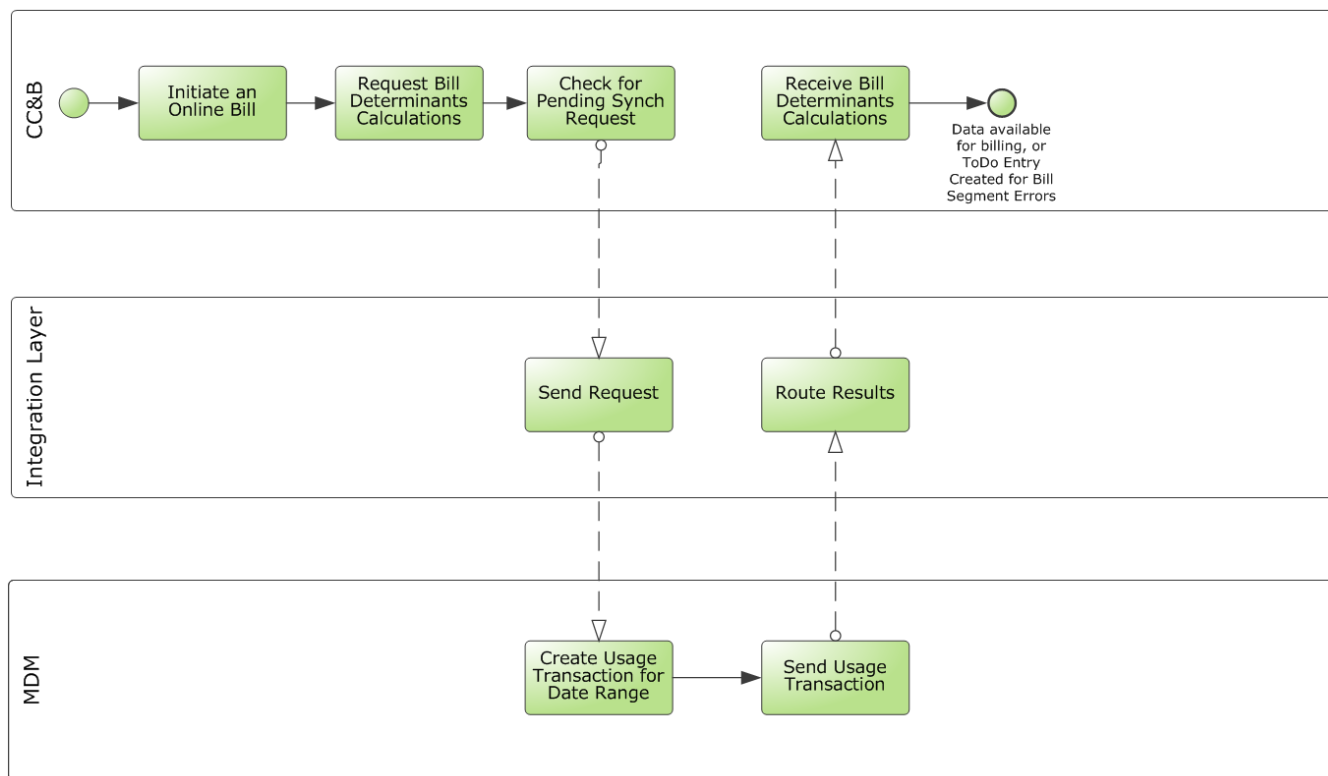 CC&B
Initiate an
Online Bill
Request Bill
Determinants
Calculations
Check for
Pending Synch
Request
Receive Bill
Determinants
Calculations
Data available
for billing, or
ToDo Entry
Created for Bill
Segment Errors
Integration Layer
Send Request
Route Results
MDM
Create Usage
Transaction for
Date Range
Send Usage
Transaction